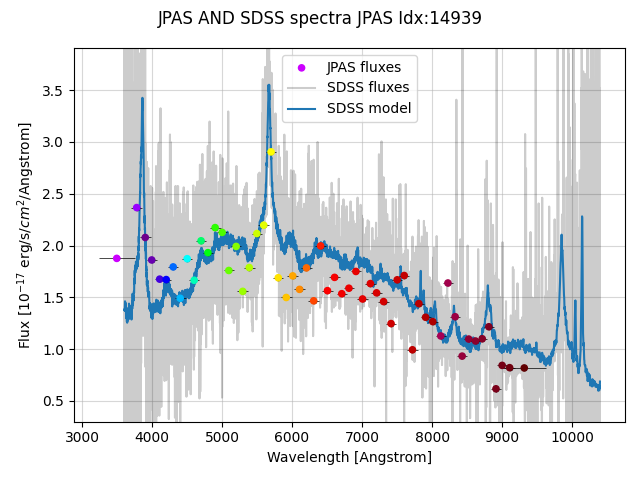 JPAS AND SDSS spectra JPAS Idx:14939
JPAS fluxes
SDSS fluxes
SDSS model
3.5
3.0
2.5
2.0
1.5
1.0
0.5
Flux [10⁻¹⁷ erg/s/cm²/Angstrom]
3000 4000 5000 6000 7000 8000 9000 10000
Wavelength [Angstrom]